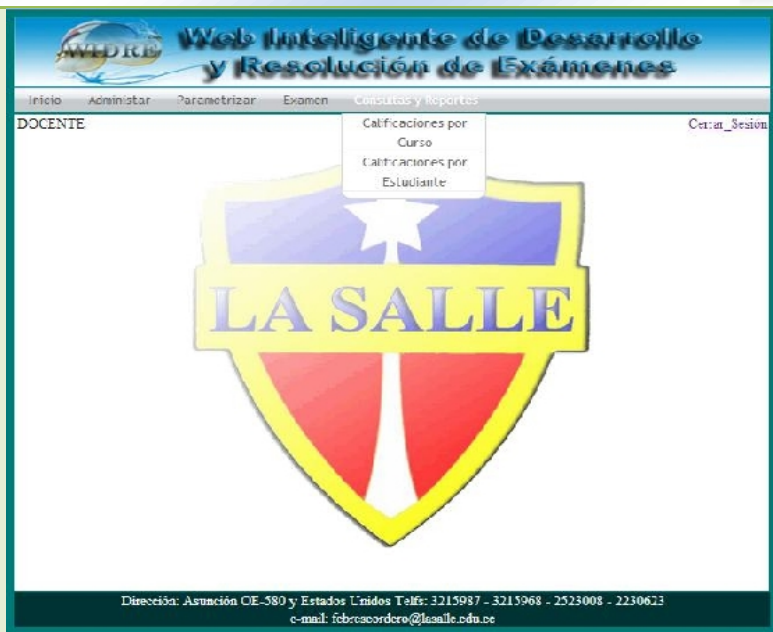 WIDRE
Web Inteligente de Desarrollo
y Resolución de Exámenes
Inicio Administar Parametrizar Examen Consultas y Reportes
DOCENTE Cerrar_Sesión
Calificaciones por
Curso
Calificaciones por
Estudiante
LA SALLE
Dirección: Asunción OE-580 y Estados Unidos Telfs: 3215987 - 3215968 - 2523008 - 2230623
e-mail: febrescordero@lasalle.edu.ec